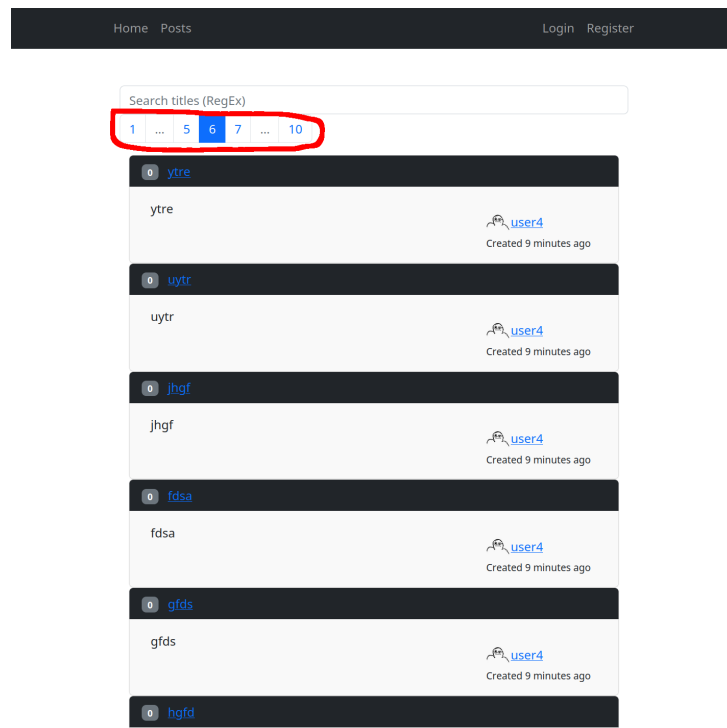 Home Posts Login Register
Search titles (RegEx)
1 ... 5 6 7 ... 10
0 ytre
ytre
user4
Created 9 minutes ago
0 uytr
uytr
user4
Created 9 minutes ago
0 jhgf
jhgf
user4
Created 9 minutes ago
0 fdsa
fdsa
user4
Created 9 minutes ago
0 gfds
gfds
user4
Created 9 minutes ago
0 hgfd